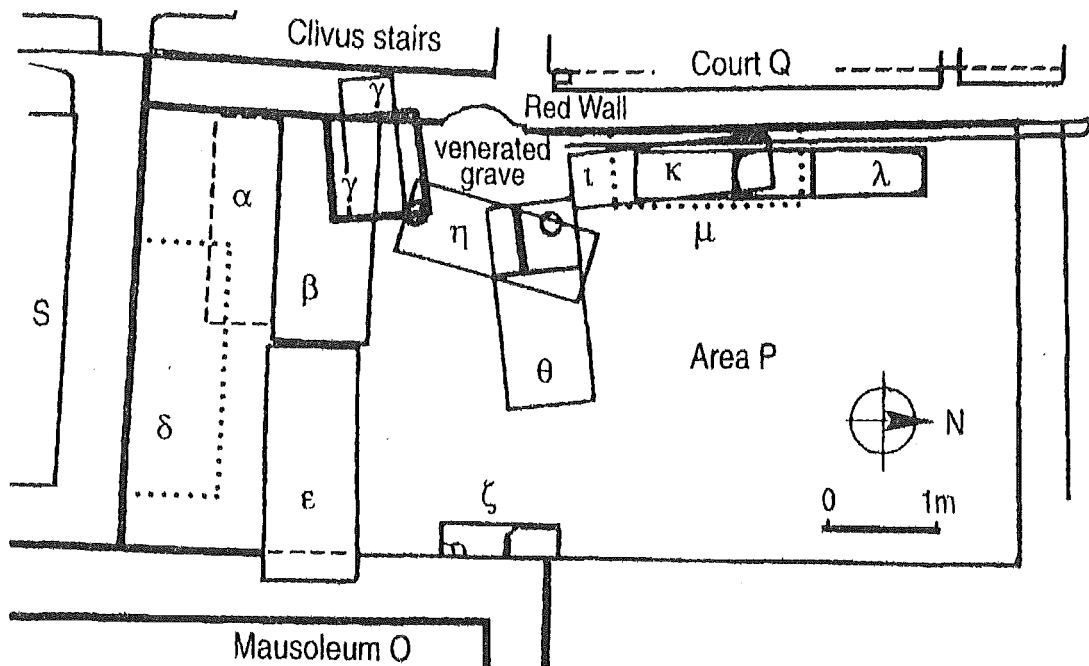 Clivus stairs
Court Q
Red Wall
γ
venerated
grave
α
γ
ι
κ
λ
η
μ
β
S
θ
Area P
δ
N
ε
ζ
0 1m
Mausoleum O